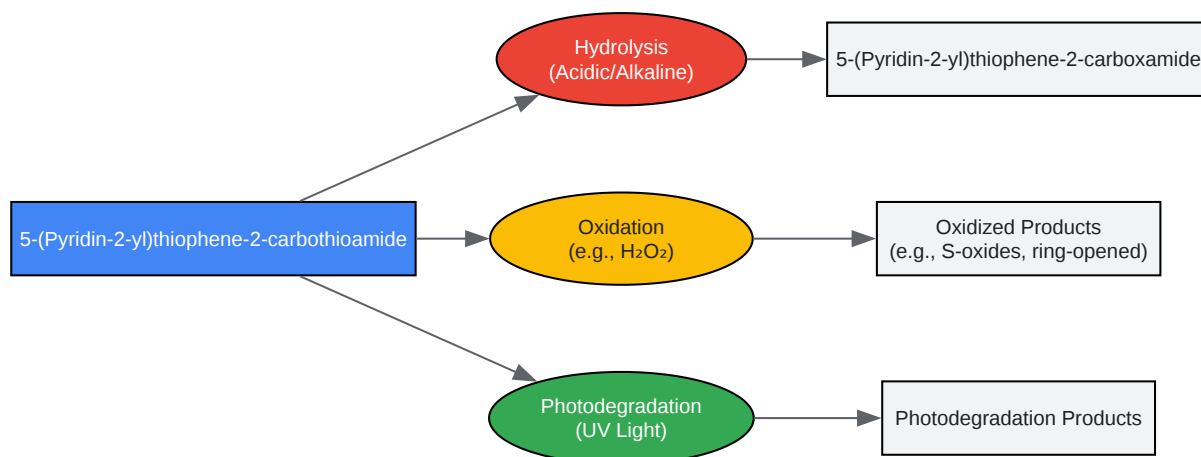 Hydrolysis
(Acidic/Alkaline)
5-(Pyridin-2-yl)thiophene-2-carboxamide
5-(Pyridin-2-yl)thiophene-2-carbothioamide
Oxidation
(e.g., H₂O₂)
Oxidized Products
(e.g., S-oxides, ring-opened)
Photodegradation
(UV Light)
Photodegradation Products